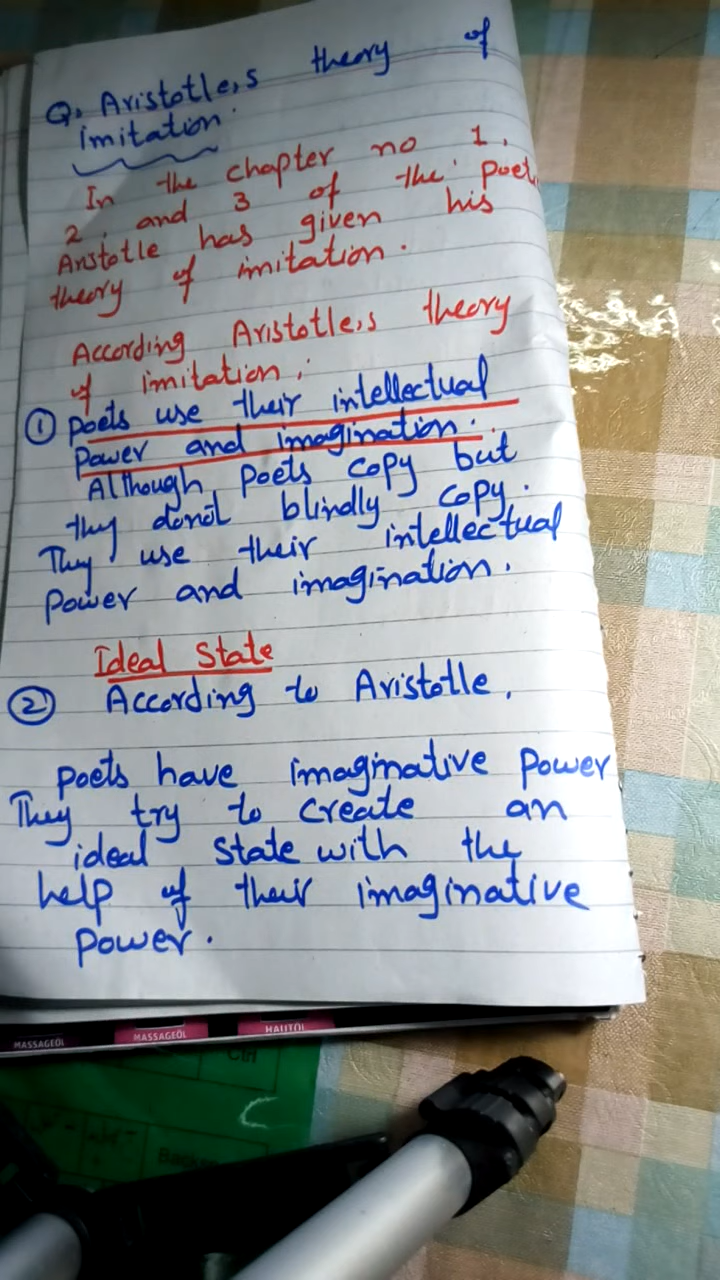 Q. Aristotle,s theory of
imitation.
In the chapter no 1,
2, and 3 of the Poet
Aristotle has given his
theory of imitation.
According Aristotle,s theory
of imitation,
① poets use their intellectual
power and imagination.
Although poets copy but
they donot blindly copy.
They use their intellectual
power and imagination.
Ideal State
② According to Aristotle,
poets have imaginative power
They try to create an
ideal state with the
help of their imaginative
power.
MASSAGEÖL MASSAGEÖL HAUTÖL
Ctrl